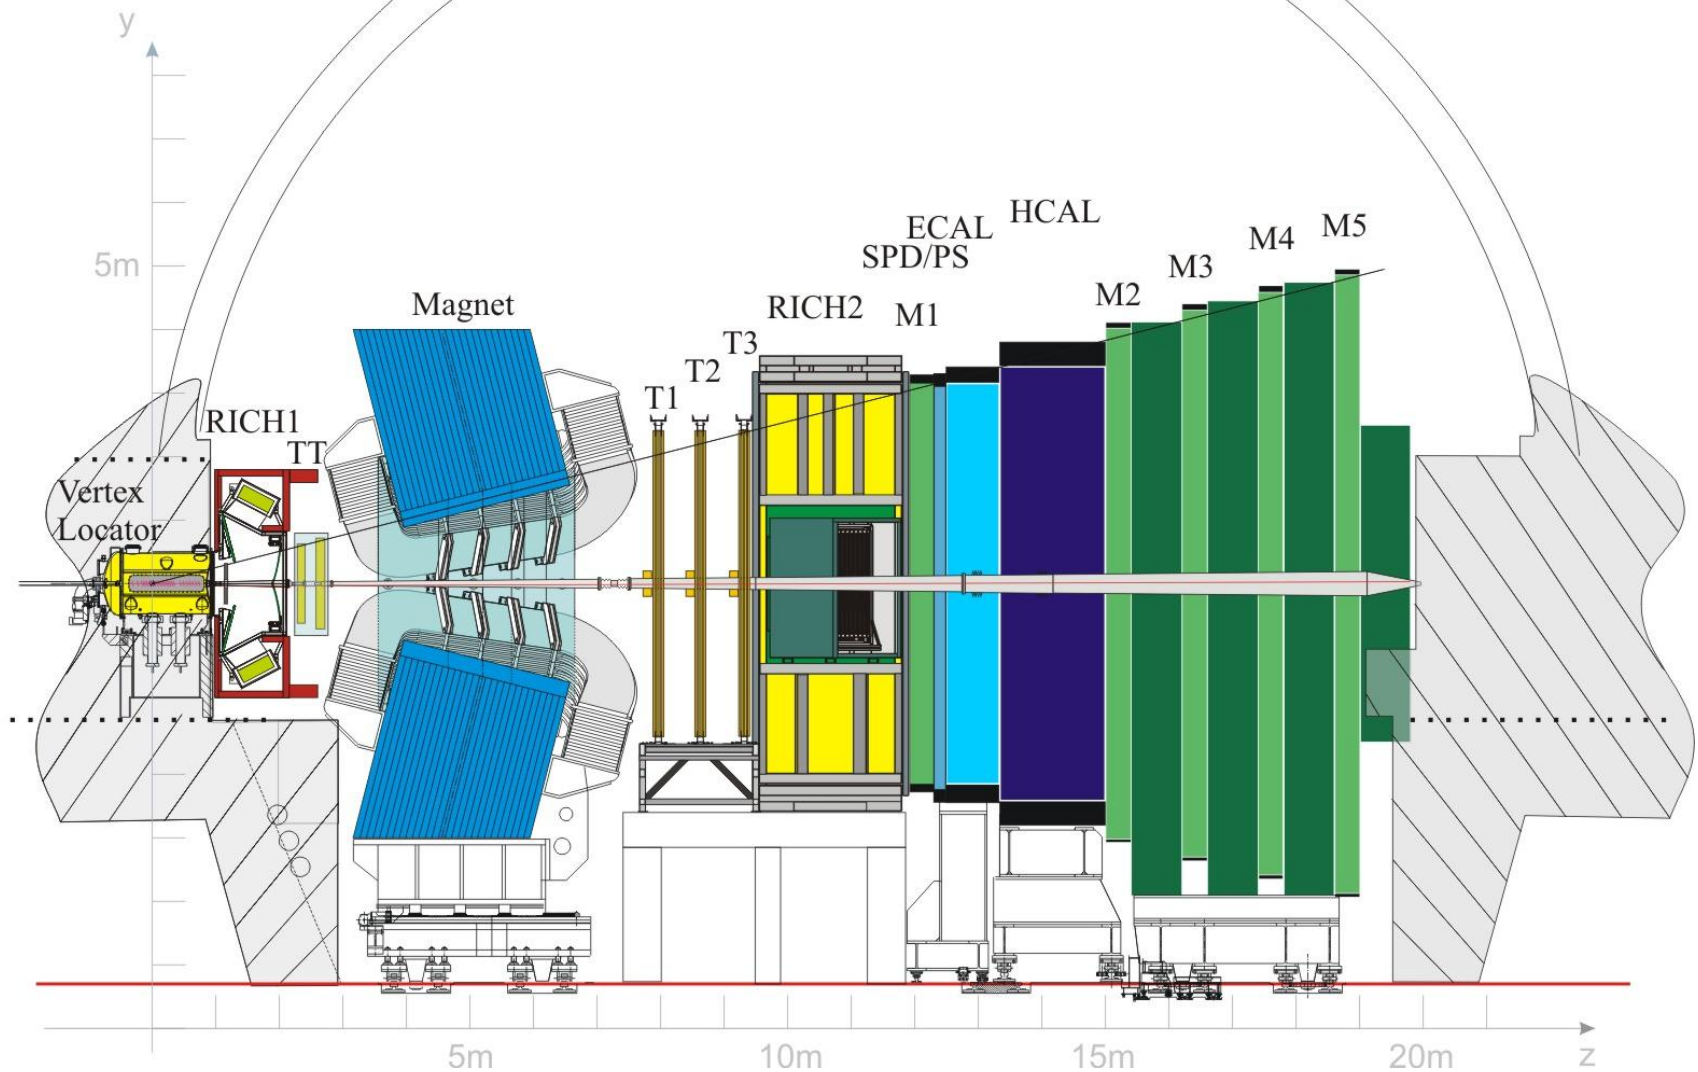 y
5m
HCAL
ECAL
SPD/PS
M5
M4
M3
M2
M1
RICH2
Magnet
T3
T2
T1
RICH1
TT
Vertex
Locator
5m
10m
15m
20m
z